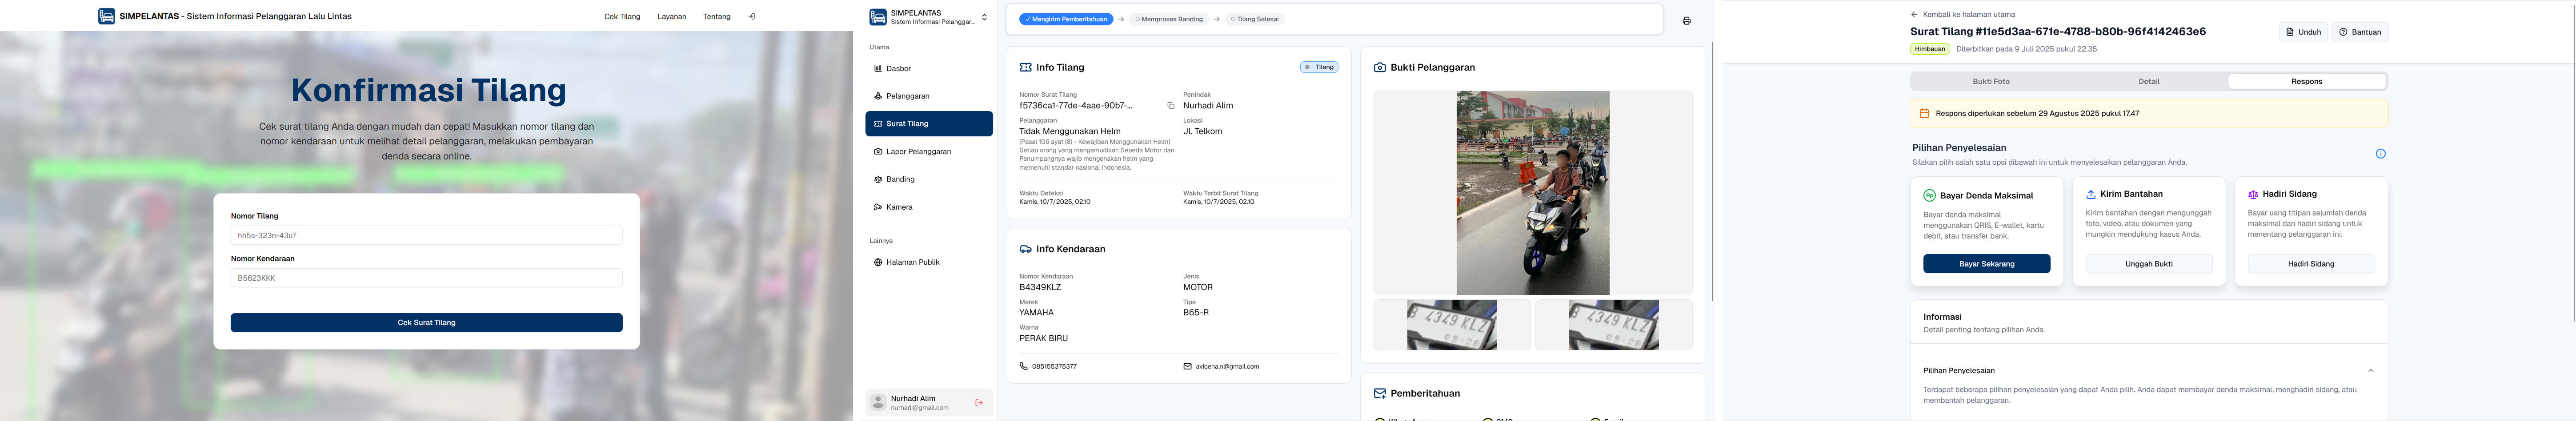 SIMPELANTAS - Sistem Informasi Pelanggaran Lalu Lintas
Cek Tilang
Layanan
Tentang
Konfirmasi Tilang
Cek surat tilang Anda dengan mudah dan cepat! Masukkan nomor tilang dan
nomor kendaraan untuk melihat detail pelanggaran, melakukan pembayaran
denda secara online.
Nomor Tilang
hh5s-323n-43u7
Nomor Kendaraan
B5623KKK
Cek Surat Tilang
SIMPELANTAS
Sistem Informasi Pelanggar...
Utama
Dasbor
Pelanggaran
Surat Tilang
Lapor Pelanggaran
Banding
Kamera
Lainnya
Halaman Publik
Nurhadi Alim
nurhadi@gmail.com
✓ Mengirim Pemberitahuan
Memproses Banding
Tilang Selesai
Info Tilang
Tilang
Nomor Surat Tilang
f5736ca1-77de-4aae-90b7-...
Penindak
Nurhadi Alim
Pelanggaran
Tidak Menggunakan Helm
(Pasal 106 ayat (8) - Kewajiban Menggunakan Helm)
Setiap orang yang mengemudikan Sepeda Motor dan
Penumpangnya wajib mengenakan helm yang
memenuhi standar nasional Indonesia.
Lokasi
Jl. Telkom
Waktu Deteksi
Kamis, 10/7/2025, 02.10
Waktu Terbit Surat Tilang
Kamis, 10/7/2025, 02.10
Info Kendaraan
Nomor Kendaraan
B4349KLZ
Jenis
MOTOR
Merek
YAMAHA
Tipe
B65-R
Warna
PERAK BIRU
085155375377
avicena.n@gmail.com
Bukti Pelanggaran
B 4349 KLZ
B 4349 KLZ
Pemberitahuan
Kembali ke halaman utama
Surat Tilang #11e5d3aa-671e-4788-b80b-96f4142463e6
Himbauan
Diterbitkan pada 9 Juli 2025 pukul 22.35
Unduh
Bantuan
Bukti Foto
Detail
Respons
Respons diperlukan sebelum 29 Agustus 2025 pukul 17.47
Pilihan Penyelesaian
Silakan pilih salah satu opsi dibawah ini untuk menyelesaikan pelanggaran Anda.
Bayar Denda Maksimal
Bayar denda maksimal
menggunakan QRIS, E-wallet, kartu
debit, atau transfer bank.
Bayar Sekarang
Kirim Bantahan
Kirim bantahan dengan mengunggah
foto, video, atau dokumen yang
mungkin mendukung kasus Anda.
Unggah Bukti
Hadiri Sidang
Bayar uang titipan sejumlah denda
maksimal dan hadiri sidang untuk
menentang pelanggaran ini.
Hadiri Sidang
Informasi
Detail penting tentang pilihan Anda
Pilihan Penyelesaian
Terdapat beberapa pilihan penyelesaian yang dapat Anda pilih. Anda dapat membayar denda maksimal, menghadiri sidang, atau
membantah pelanggaran.